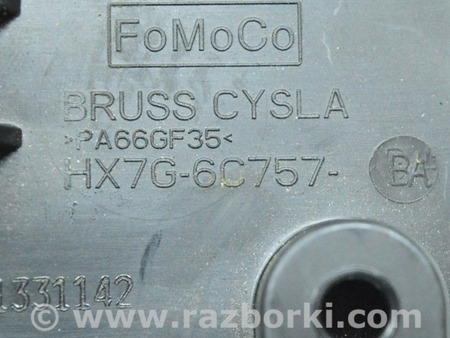 FoMoCo
BRUSS CYSLA
>PA66GF35<
HX7G-6C757- BA
1331142
© www.razborki.com